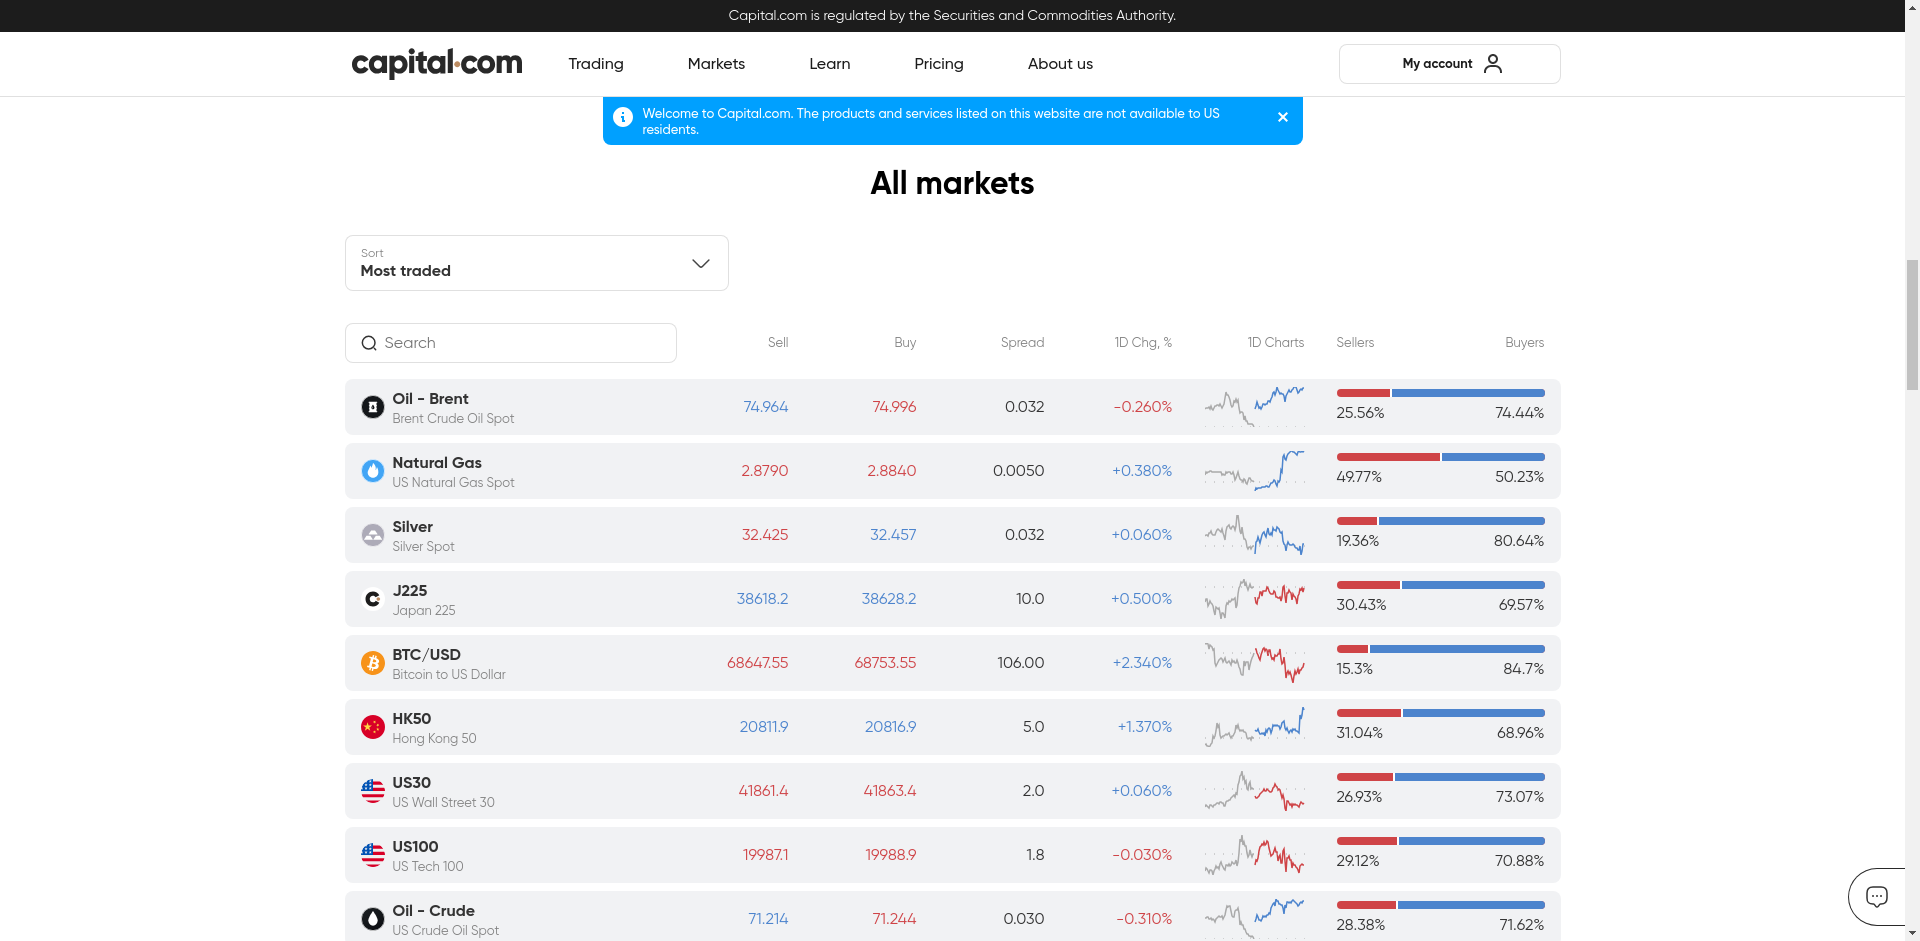 Capital.com is regulated by the Securities and Commodities Authority.
capital.com
Trading
Markets
Learn
Pricing
About us
My account
Welcome to Capital.com. The products and services listed on this website are not available to US
residents.
All markets
Sort
Most traded
Search
Sell
Buy
Spread
1D Chg, %
1D Charts
Sellers
Buyers
Oil - Brent
Brent Crude Oil Spot
74.964
74.996
0.032
-0.260%
25.56%
74.44%
Natural Gas
US Natural Gas Spot
2.8790
2.8840
0.0050
+0.380%
49.77%
50.23%
Silver
Silver Spot
32.425
32.457
0.032
+0.060%
19.36%
80.64%
J225
Japan 225
38618.2
38628.2
10.0
+0.500%
30.43%
69.57%
BTC/USD
Bitcoin to US Dollar
68647.55
68753.55
106.00
+2.340%
15.3%
84.7%
HK50
Hong Kong 50
20811.9
20816.9
5.0
+1.370%
31.04%
68.96%
US30
US Wall Street 30
41861.4
41863.4
2.0
+0.060%
26.93%
73.07%
US100
US Tech 100
19987.1
19988.9
1.8
-0.030%
29.12%
70.88%
Oil - Crude
US Crude Oil Spot
71.214
71.244
0.030
-0.310%
28.38%
71.62%